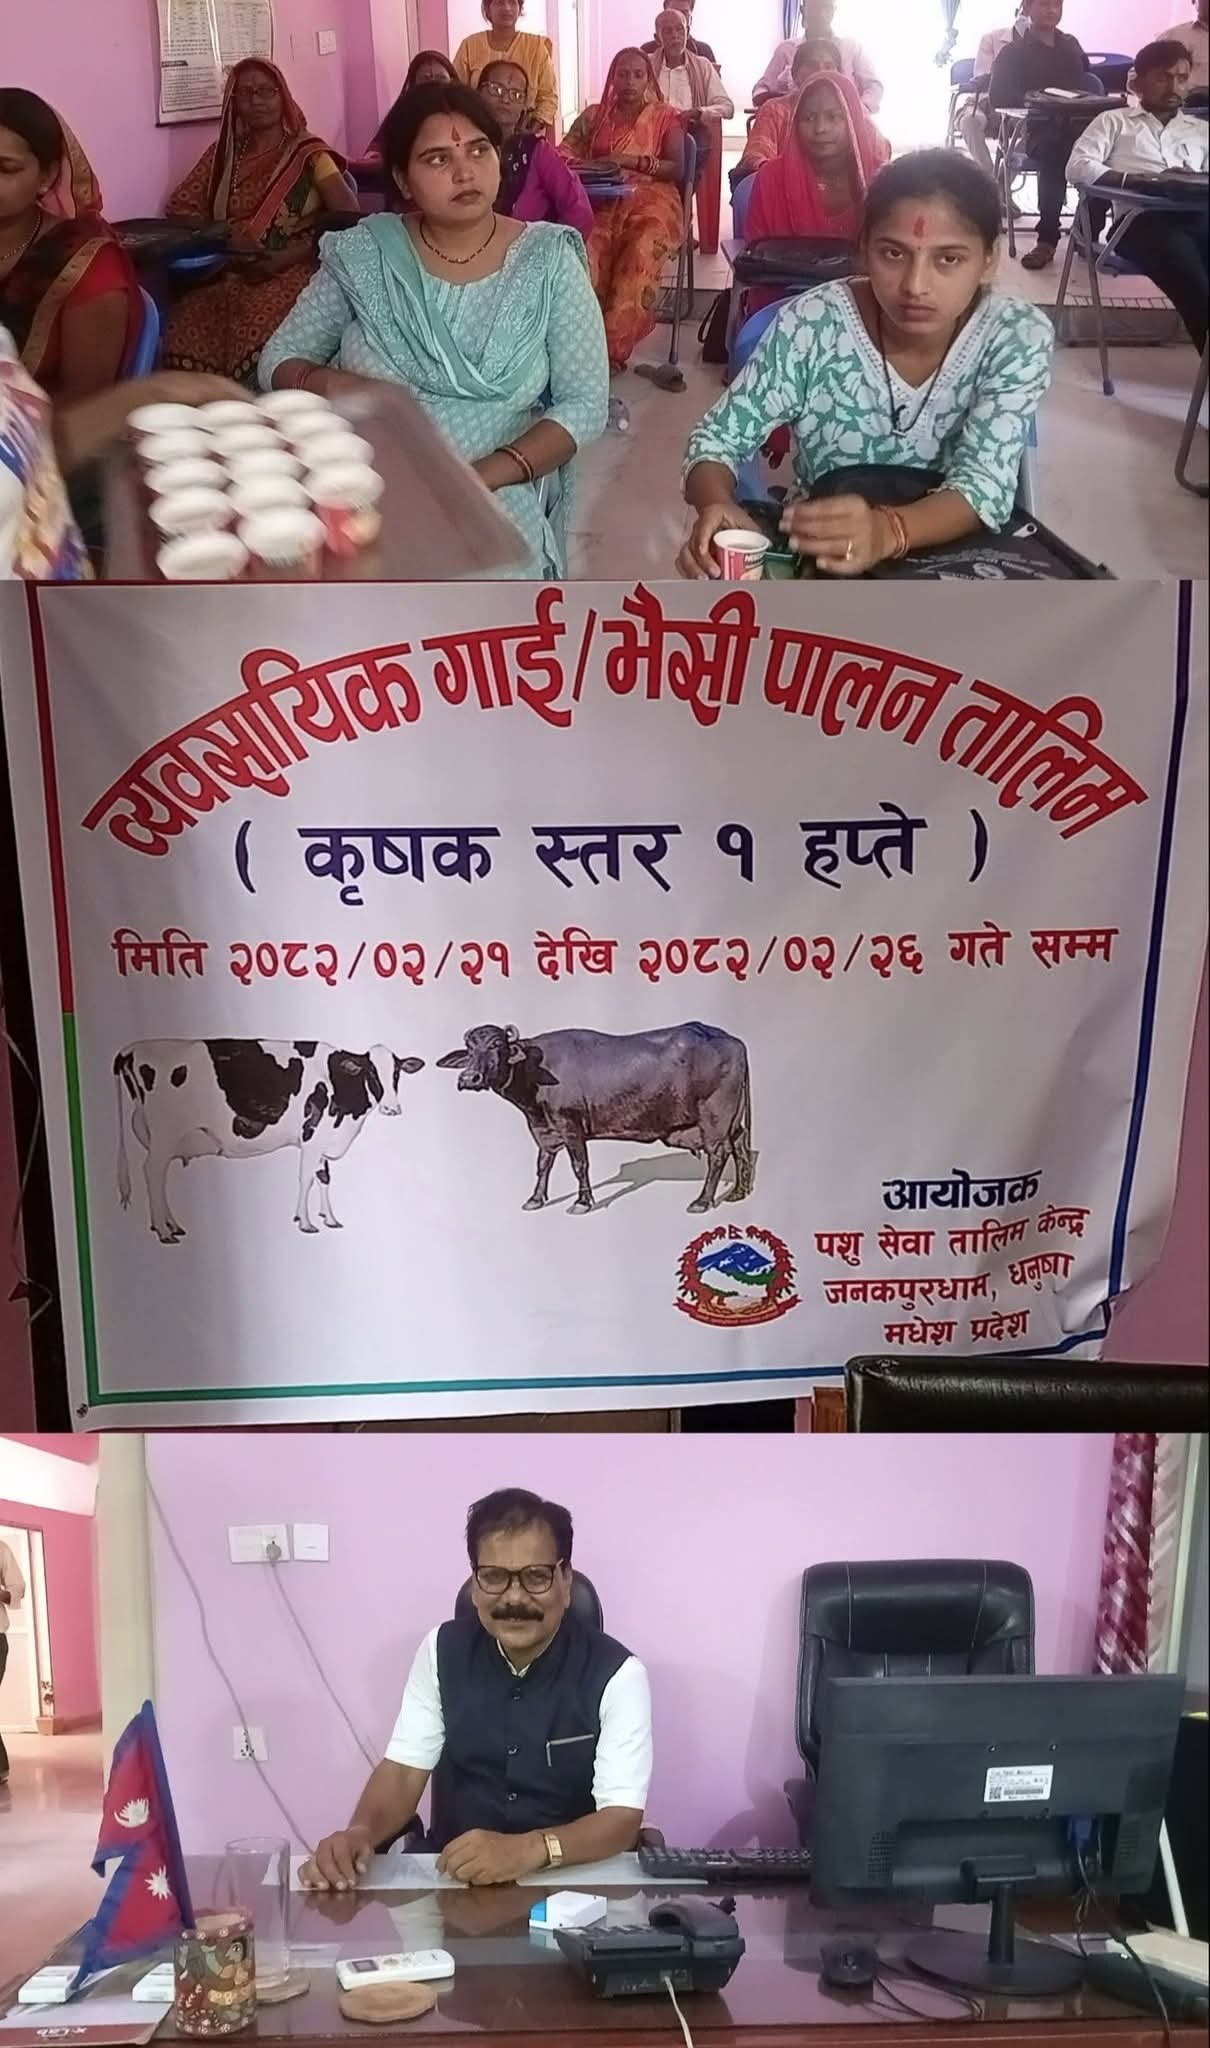 व्यवसायिक गाई/भैसी पालन तालिम
( कृषक स्तर १ हप्ते )
मिति २०८२/०२/२१ देखि २०८२/०२/२६ गते सम्म
आयोजक
पशु सेवा तालिम केन्द्र
जनकपुरधाम, धनुषा
मधेश प्रदेश